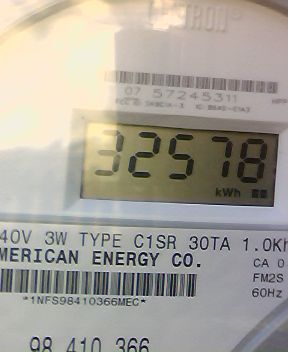 07 57245311
32578
kWh
40V 3W TYPE C1SR 30TA 1.0Kh
MERICAN ENERGY CO.
CA 0
FM2S
60Hz
*1NFS98410366MEC*
98 410 366